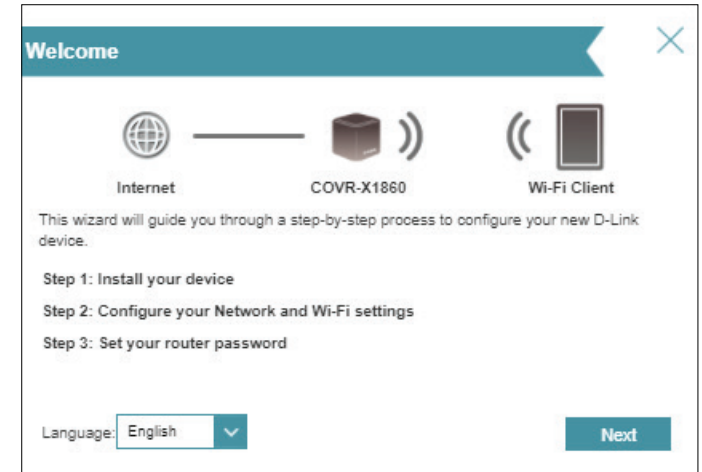 Welcome
Internet
COVR-X1860
Wi-Fi Client
This wizard will guide you through a step-by-step process to configure your new D-Link
device.
Step 1: Install your device
Step 2: Configure your Network and Wi-Fi settings
Step 3: Set your router password
Language: English
Next